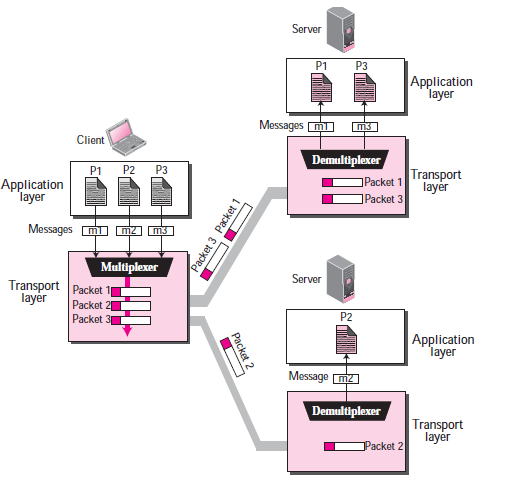 Server
P1 P3
Application
layer
Messages m1 m3
Demultiplexer
Packet 1
Packet 3
Transport
layer
Client
P1 P2 P3
Application
layer
Messages m1 m2 m3
Multiplexer
Transport
layer
Packet 1
Packet 2
Packet 3
Packet 3
Packet 1
Packet 2
Server
P2
Application
layer
Message m2
Demultiplexer
Packet 2
Transport
layer